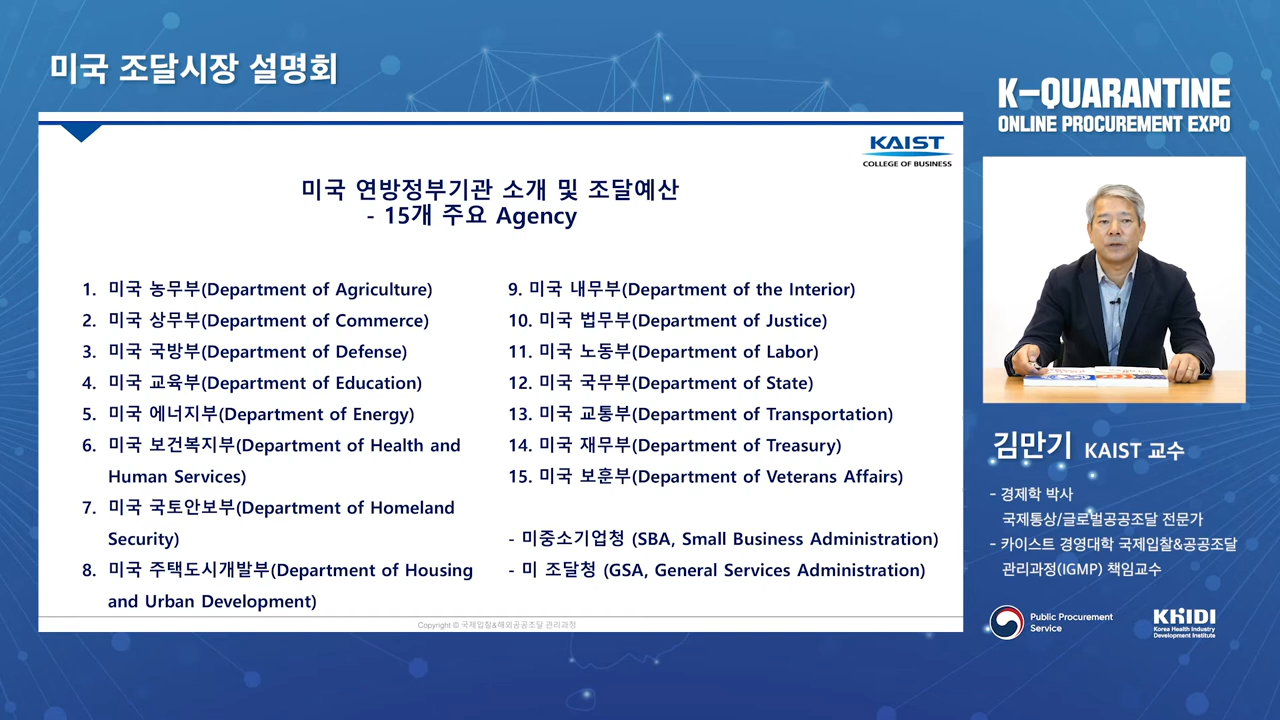 미국 조달시장 설명회
K-QUARANTINE
ONLINE PROCUREMENT EXPO
KAIST
COLLEGE OF BUSINESS
미국 연방정부기관 소개 및 조달예산
- 15개 주요 Agency
1. 미국 농무부(Department of Agriculture)
2. 미국 상무부(Department of Commerce)
3. 미국 국방부(Department of Defense)
4. 미국 교육부(Department of Education)
5. 미국 에너지부(Department of Energy)
6. 미국 보건복지부(Department of Health and
Human Services)
7. 미국 국토안보부(Department of Homeland
Security)
8. 미국 주택도시개발부(Department of Housing
and Urban Development)
9. 미국 내무부(Department of the Interior)
10. 미국 법무부(Department of Justice)
11. 미국 노동부(Department of Labor)
12. 미국 국무부(Department of State)
13. 미국 교통부(Department of Transportation)
14. 미국 재무부(Department of Treasury)
15. 미국 보훈부(Department of Veterans Affairs)
- 미중소기업청 (SBA, Small Business Administration)
- 미 조달청 (GSA, General Services Administration)
Copyright © 국제입찰&해외공공조달 관리과정
김만기 KAIST 교수
- 경제학 박사
국제통상/글로벌공공조달 전문가
- 카이스트 경영대학 국제입찰&공공조달
관리과정(IGMP) 책임교수
Public Procurement
Service
KHIDI
Korea Health Industry
Development Institute